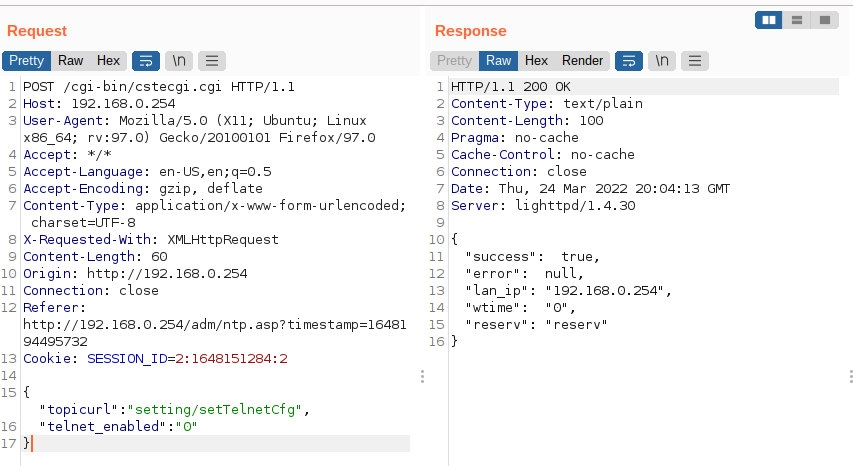 Request
Pretty Raw Hex \n
1 POST /cgi-bin/cstecgi.cgi HTTP/1.1
2 Host: 192.168.0.254
3 User-Agent: Mozilla/5.0 (X11; Ubuntu; Linux
x86_64; rv:97.0) Gecko/20100101 Firefox/97.0
4 Accept: */*
5 Accept-Language: en-US,en;q=0.5
6 Accept-Encoding: gzip, deflate
7 Content-Type: application/x-www-form-urlencoded;
charset=UTF-8
8 X-Requested-With: XMLHttpRequest
9 Content-Length: 60
10 Origin: http://192.168.0.254
11 Connection: close
12 Referer:
http://192.168.0.254/adm/ntp.asp?timestamp=16481
94495732
13 Cookie: SESSION_ID=2:1648151284:2
14
15 {
"topicurl":"setting/setTelnetCfg",
16 "telnet_enabled":"0"
17 }
Response
Pretty Raw Hex Render \n
1 HTTP/1.1 200 OK
2 Content-Type: text/plain
3 Content-Length: 100
4 Pragma: no-cache
5 Cache-Control: no-cache
6 Connection: close
7 Date: Thu, 24 Mar 2022 20:04:13 GMT
8 Server: lighttpd/1.4.30
9
10 {
11 "success": true,
12 "error": null,
13 "lan_ip": "192.168.0.254",
14 "wtime": "0",
15 "reserv": "reserv"
16 }